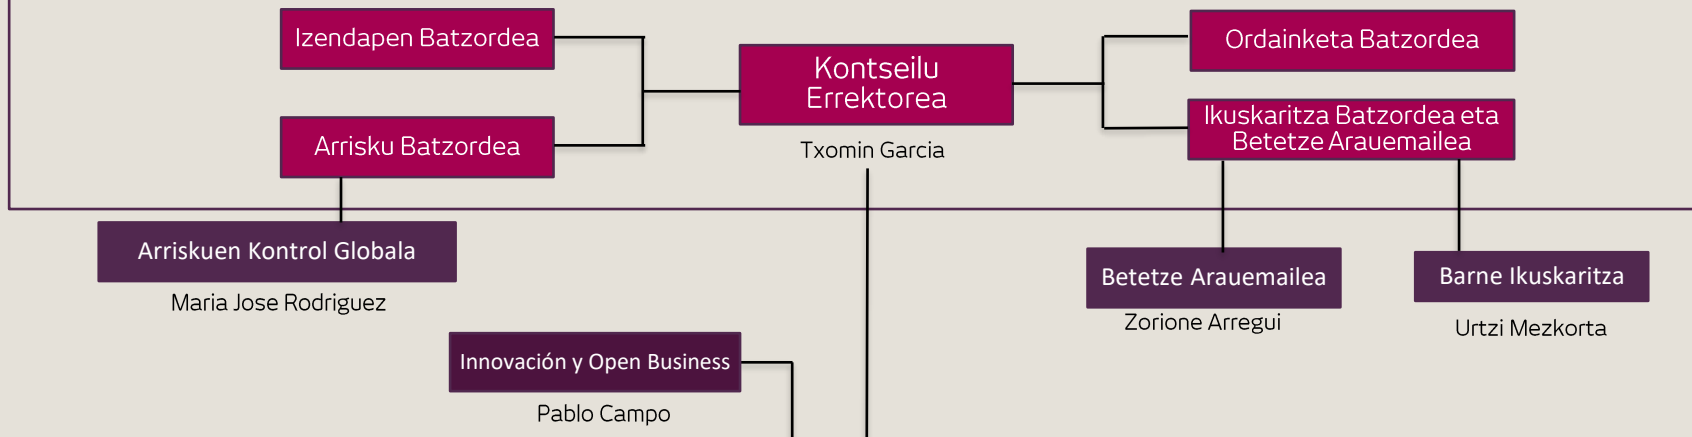 Izendapen Batzordea
Kontseilu
Errektorea
Ordainketa Batzordea
Arrisku Batzordea
Txomin Garcia
Ikuskaritza Batzordea eta
Betetze Arauemailea
Arriskuen Kontrol Globala
Maria Jose Rodriguez
Betetze Arauemailea
Zorione Arregui
Barne Ikuskaritza
Urtzi Mezkorta
Innovación y Open Business
Pablo Campo